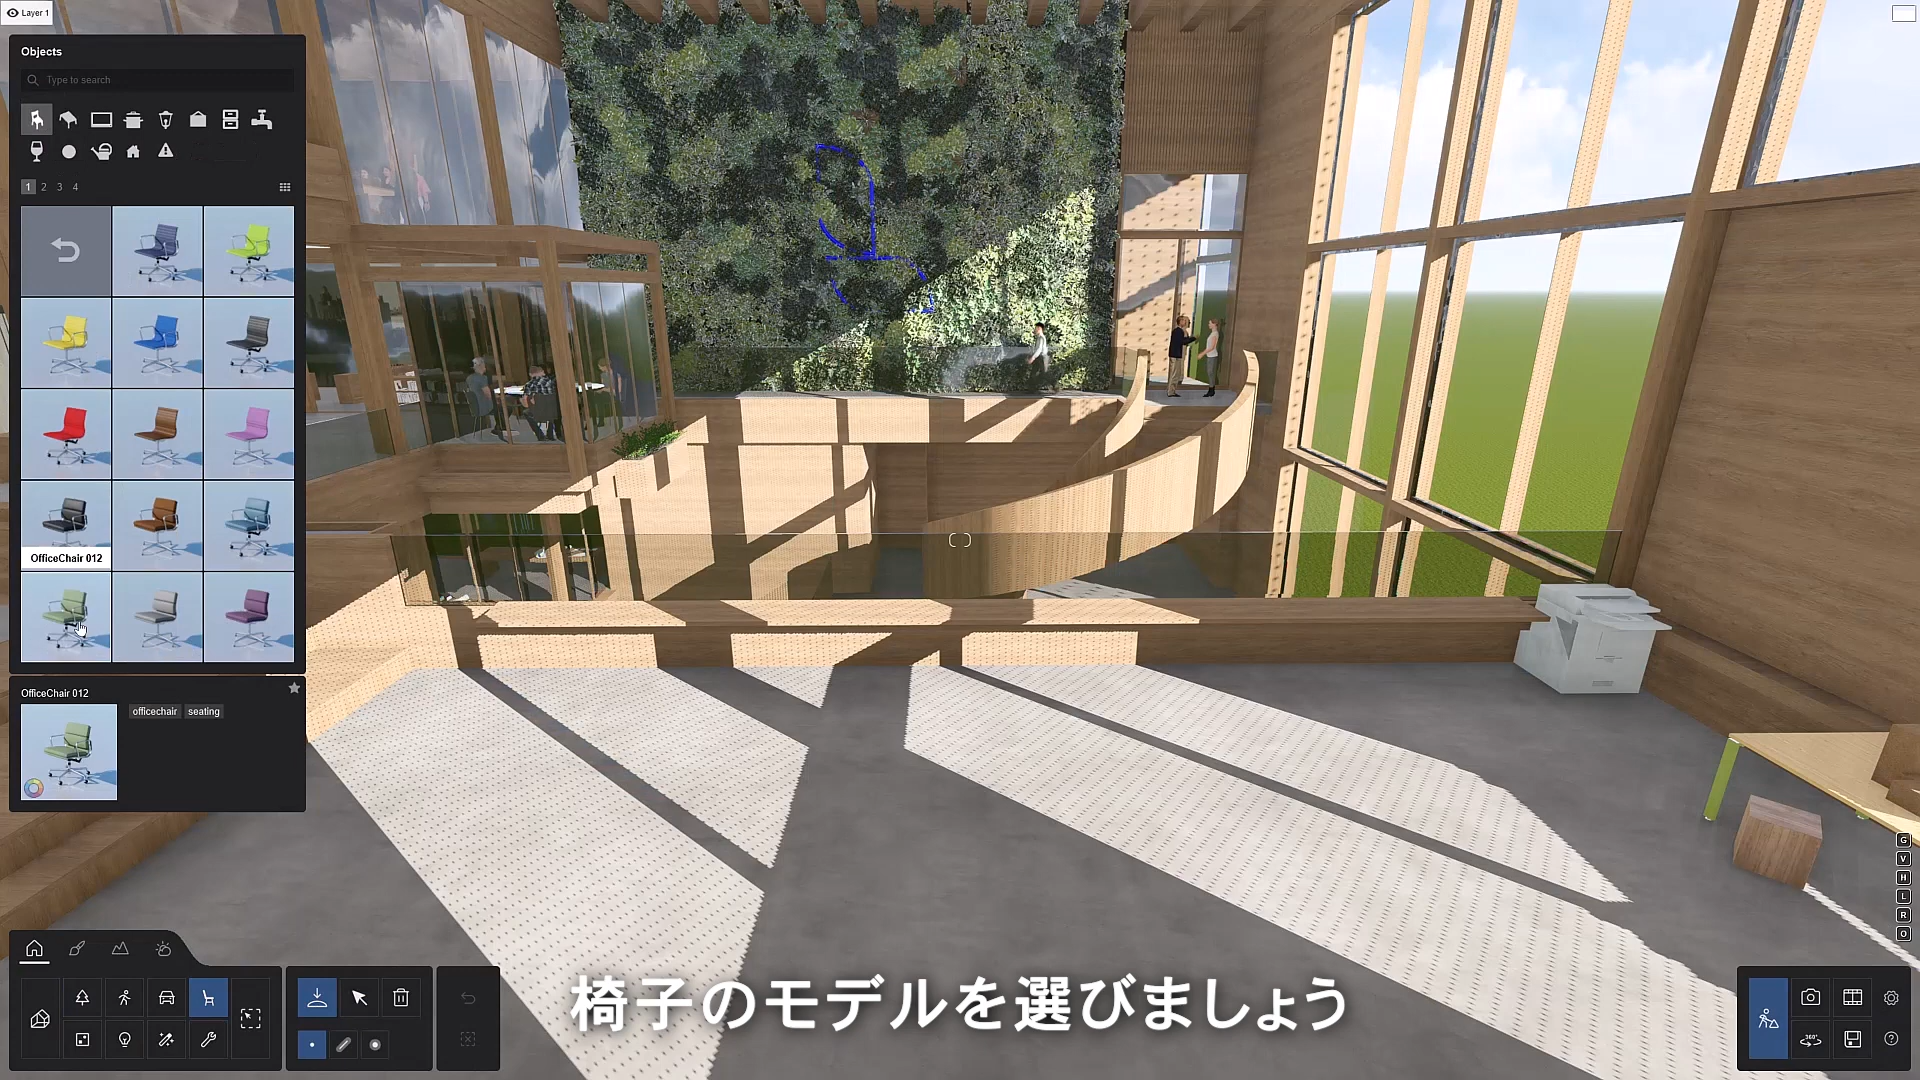 Layer 1
Objects
Type to search
1 2 3 4
OfficeChair 012
OfficeChair 012
officechair seating
G
V
H
L
R
O
360°
椅子のモデルを選びましょう